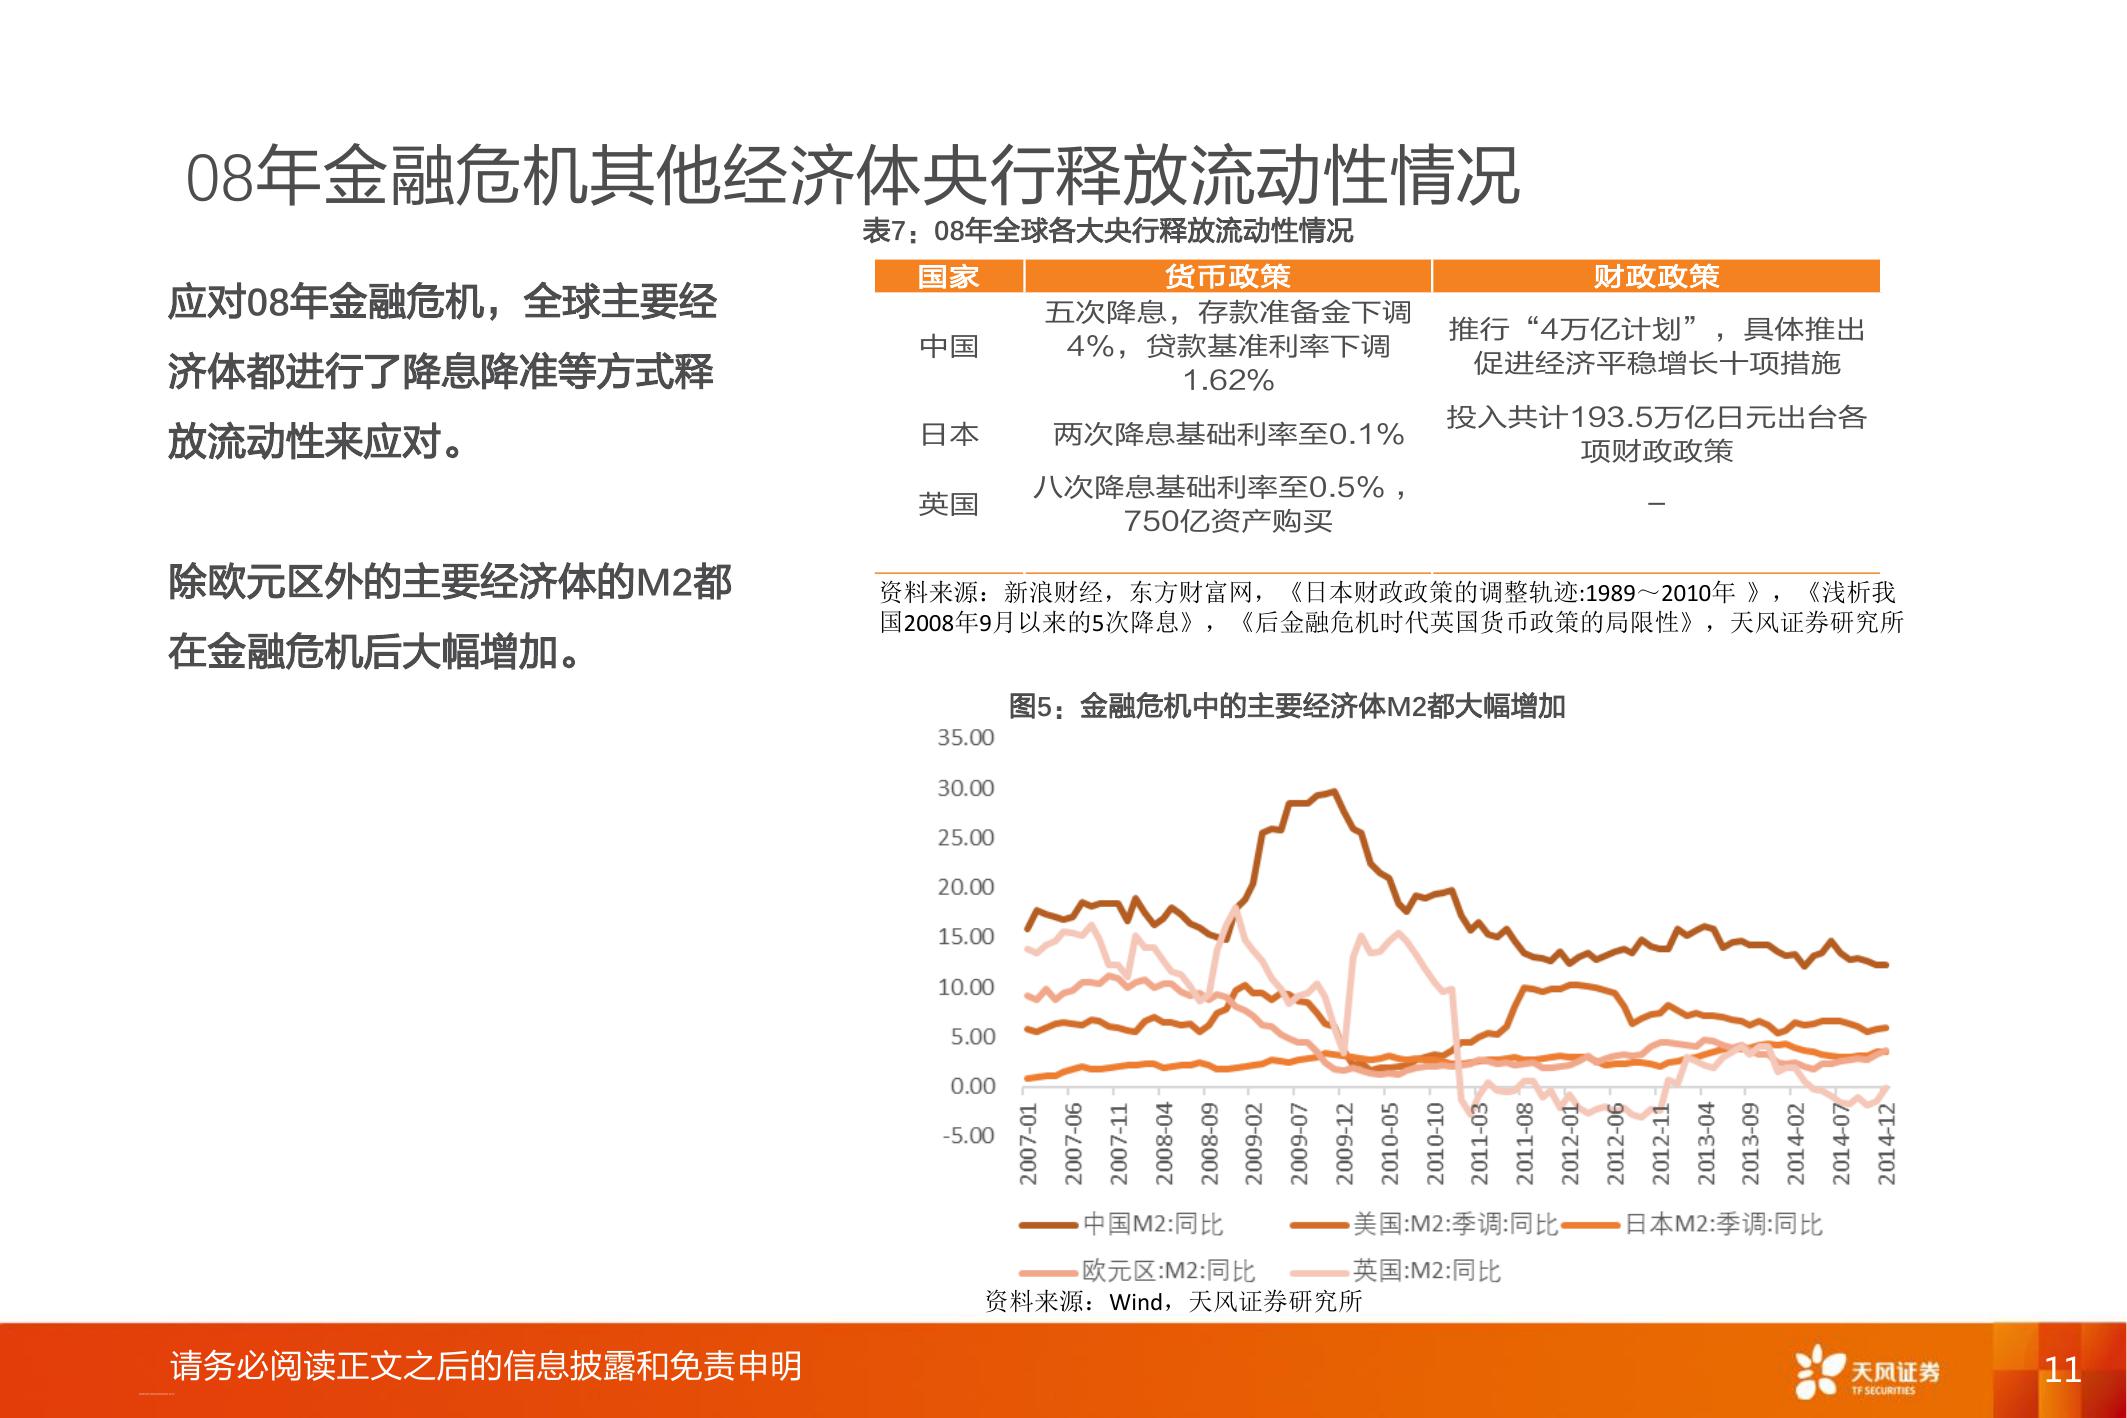 08年金融危机其他经济体央行释放流动性情况
应对08年金融危机，全球主要经
济体都进行了降息降准等方式释
放流动性来应对。
除欧元区外的主要经济体的M2都
在金融危机后大幅增加。
表7：08年全球各大央行释放流动性情况
国家 货币政策 财政政策
中国 五次降息，存款准备金下调
4%，贷款基准利率下调
1.62% 推行“4万亿计划”，具体推出
促进经济平稳增长十项措施
日本 两次降息基础利率至0.1% 投入共计193.5万亿日元出台各
项财政政策
英国 八次降息基础利率至0.5%，
750亿资产购买 –
资料来源：新浪财经，东方财富网，《日本财政政策的调整轨迹:1989～2010年 》，《浅析我
国2008年9月以来的5次降息》，《后金融危机时代英国货币政策的局限性》，天风证券研究所
图5：金融危机中的主要经济体M2都大幅增加
35.00
30.00
25.00
20.00
15.00
10.00
5.00
0.00
-5.00
2007-01 2007-06 2007-11 2008-04 2008-09 2009-02 2009-07 2009-12 2010-05 2010-10 2011-03 2011-08 2012-01 2012-06 2012-11 2013-04 2013-09 2014-02 2014-07 2014-12
中国M2:同比 美国:M2:季调:同比 日本M2:季调:同比
欧元区:M2:同比 英国:M2:同比
资料来源：Wind，天风证券研究所
请务必阅读正文之后的信息披露和免责申明
天风证券
TF SECURITIES
11